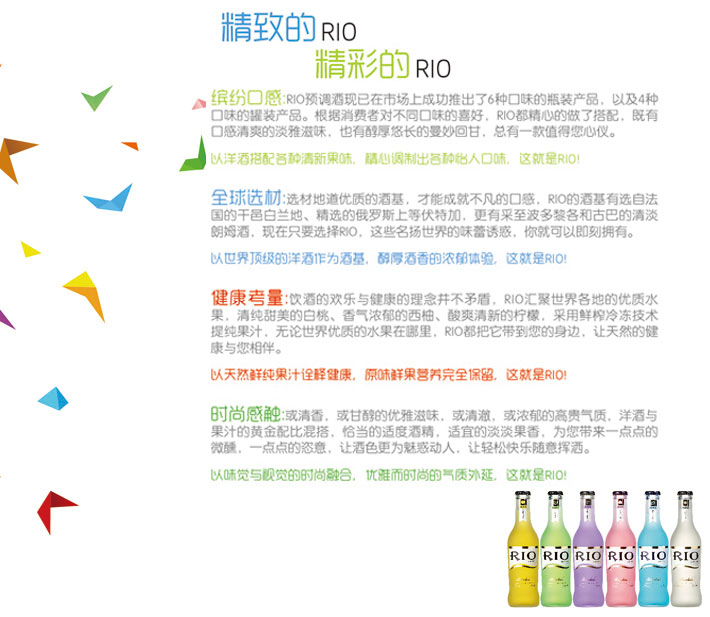 精致的 RIO
精彩的 RIO
缤纷口感:RIO预调酒现已在市场上成功推出了6种口味的瓶装产品，以及4种
口味的罐装产品。根据消费者对不同口味的喜好，RIO都精心的做了搭配，既有
口感清爽的淡雅滋味，也有醇厚悠长的曼妙回甘，总有一款值得您心仪。
以洋酒搭配各种清新果味，精心调制出各种怡人口味，这就是RIO!
全球选材:选材地道优质的酒基，才能成就不凡的口感，RIO的酒基有选自法
国的干邑白兰地、精选的俄罗斯上等伏特加，更有采至波多黎各和古巴的清淡
朗姆酒，现在只要选择RIO，这些名扬世界的味蕾诱惑，你就可以即刻拥有。
以世界顶级的洋酒作为酒基，醇厚酒香的浓郁体验，这就是RIO!
健康考量:饮酒的欢乐与健康的理念并不矛盾，RIO汇聚世界各地的优质水
果，清纯甜美的白桃、香气浓郁的西柚、酸爽清新的柠檬，采用鲜榨冷冻技术
提纯果汁，无论世界优质的水果在哪里，RIO都把它带到您的身边，让天然的健
康与您相伴。
以天然鲜纯果汁诠释健康，原味鲜果营养完全保留，这就是RIO!
时尚感触:或清香，或甘醇的优雅滋味，或清澈，或浓郁的高贵气质，洋酒与
果汁的黄金配比混搭，恰当的适度酒精，适宜的淡淡果香，为您带来一点点的
微醺，一点点的恣意，让酒色更为魅惑动人，让轻松快乐随意挥洒。
以味觉与视觉的时尚融合，优雅而时尚的气质外延，这就是RIO!
RIO RIO RIO RIO RIO RIO